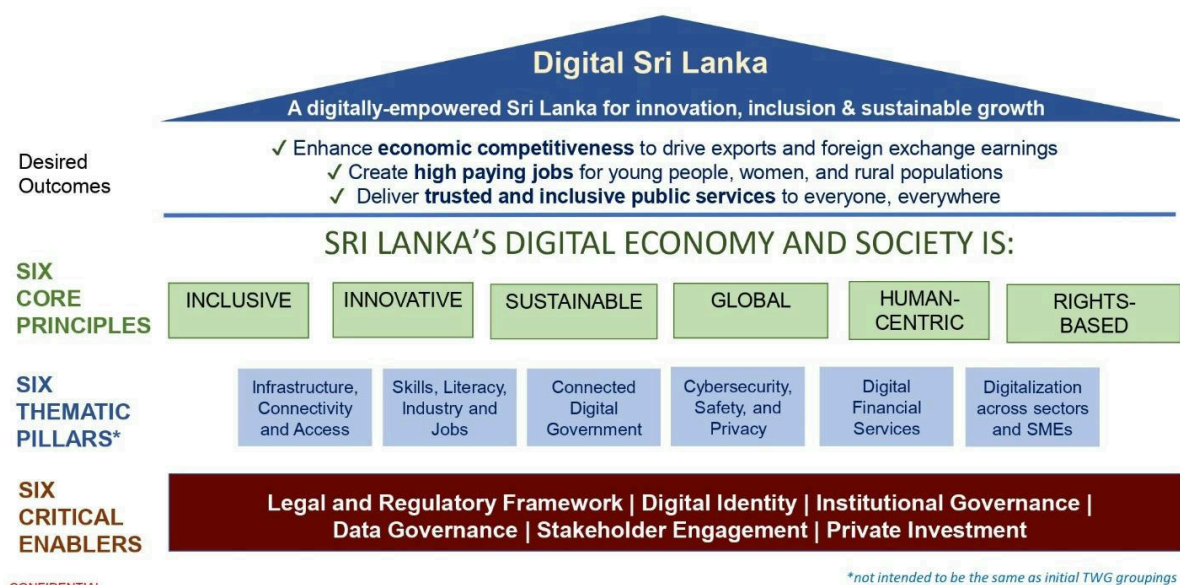 Digital Sri Lanka
A digitally-empowered Sri Lanka for innovation, inclusion & sustainable growth
Desired
Outcomes
✓ Enhance economic competitiveness to drive exports and foreign exchange earnings
✓ Create high paying jobs for young people, women, and rural populations
✓ Deliver trusted and inclusive public services to everyone, everywhere
SRI LANKA'S DIGITAL ECONOMY AND SOCIETY IS:
SIX
CORE
PRINCIPLES
INCLUSIVE
INNOVATIVE
SUSTAINABLE
GLOBAL
HUMAN-
CENTRIC
RIGHTS-
BASED
SIX
THEMATIC
PILLARS*
Infrastructure,
Connectivity
and Access
Skills, Literacy,
Industry and
Jobs
Connected
Digital
Government
Cybersecurity,
Safety, and
Privacy
Digital
Financial
Services
Digitalization
across sectors
and SMEs
SIX
CRITICAL
ENABLERS
Legal and Regulatory Framework | Digital Identity | Institutional Governance |
Data Governance | Stakeholder Engagement | Private Investment
*not intended to be the same as initial TWG groupings
CONFIDENTIAL